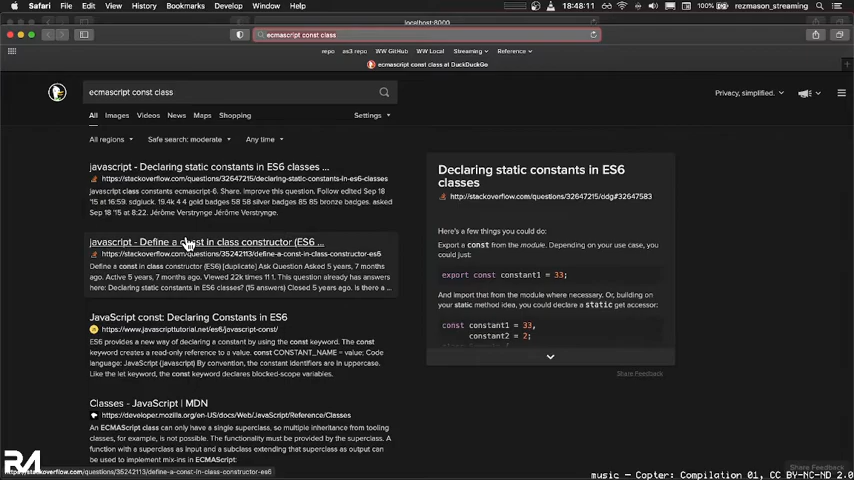 Safari File Edit View History Bookmarks Develop Window Help 100% 18:48:11 rezmason_streaming
localhost:8000
ecmascript const class
repo as3 repo WW GitHub WW Local Streaming Reference
ecmascript const class at DuckDuckGo
ecmascript const class
Privacy, simplified.
All Images Videos News Maps Shopping Settings
All regions Safe search: moderate Any time
javascript - Declaring static constants in ES6 classes ...
https://stackoverflow.com/questions/32647215/declaring-static-constants-in-es6-classes
javascript class constants ecmascript-6. Share. Improve this question. Follow edited Sep 18
'15 at 16:59. sdgluck. 19.4k 4 4 gold badges 58 58 silver badges 85 85 bronze badges. asked
Sep 18 '15 at 8:22. Jérôme Verstrynge Jérôme Verstrynge.
javascript - Define a const in class constructor (ES6 ...
https://stackoverflow.com/questions/35242113/define-a-const-in-class-constructor-es6
Define a const in class constructor (ES6) [duplicate] Ask Question Asked 5 years, 7 months
ago. Active 5 years, 7 months ago. Viewed 22k times 11 1. This question already has answers
here: Declaring static constants in ES6 classes? (15 answers) Closed 5 years ago. Is there a ...
JavaScript const: Declaring Constants in ES6
https://www.javascripttutorial.net/es6/javascript-const/
ES6 provides a new way of declaring a constant by using the const keyword. The const
keyword creates a read-only reference to a value. const CONSTANT_NAME = value; Code
language: JavaScript (javascript) By convention, the constant identifiers are in uppercase.
Like the let keyword, the const keyword declares blocked-scope variables.
Classes - JavaScript | MDN
https://developer.mozilla.org/en-US/docs/Web/JavaScript/Reference/Classes
An ECMAScript class can only have a single superclass, so multiple inheritance from tooling
classes, for example, is not possible. The functionality must be provided by the superclass. A
function with a superclass as input and a subclass extending that superclass as output can
be used to implement mix-ins in ECMAScript:
https://stackoverflow.com/questions/35242113/define-a-const-in-class-constructor-es6
Declaring static constants in ES6
classes
http://stackoverflow.com/questions/32647215/ddg#32647583
Here's a few things you could do:
Export a const from the module. Depending on your use case, you
could just:
export const constant1 = 33;
And import that from the module where necessary. Or, building on
your static method idea, you could declare a static get accessor:
const constant1 = 33,
constant2 = 2;
Share Feedback
Share Feedback
music - Copter: Compilation 01, CC BY-NC-ND 2.0